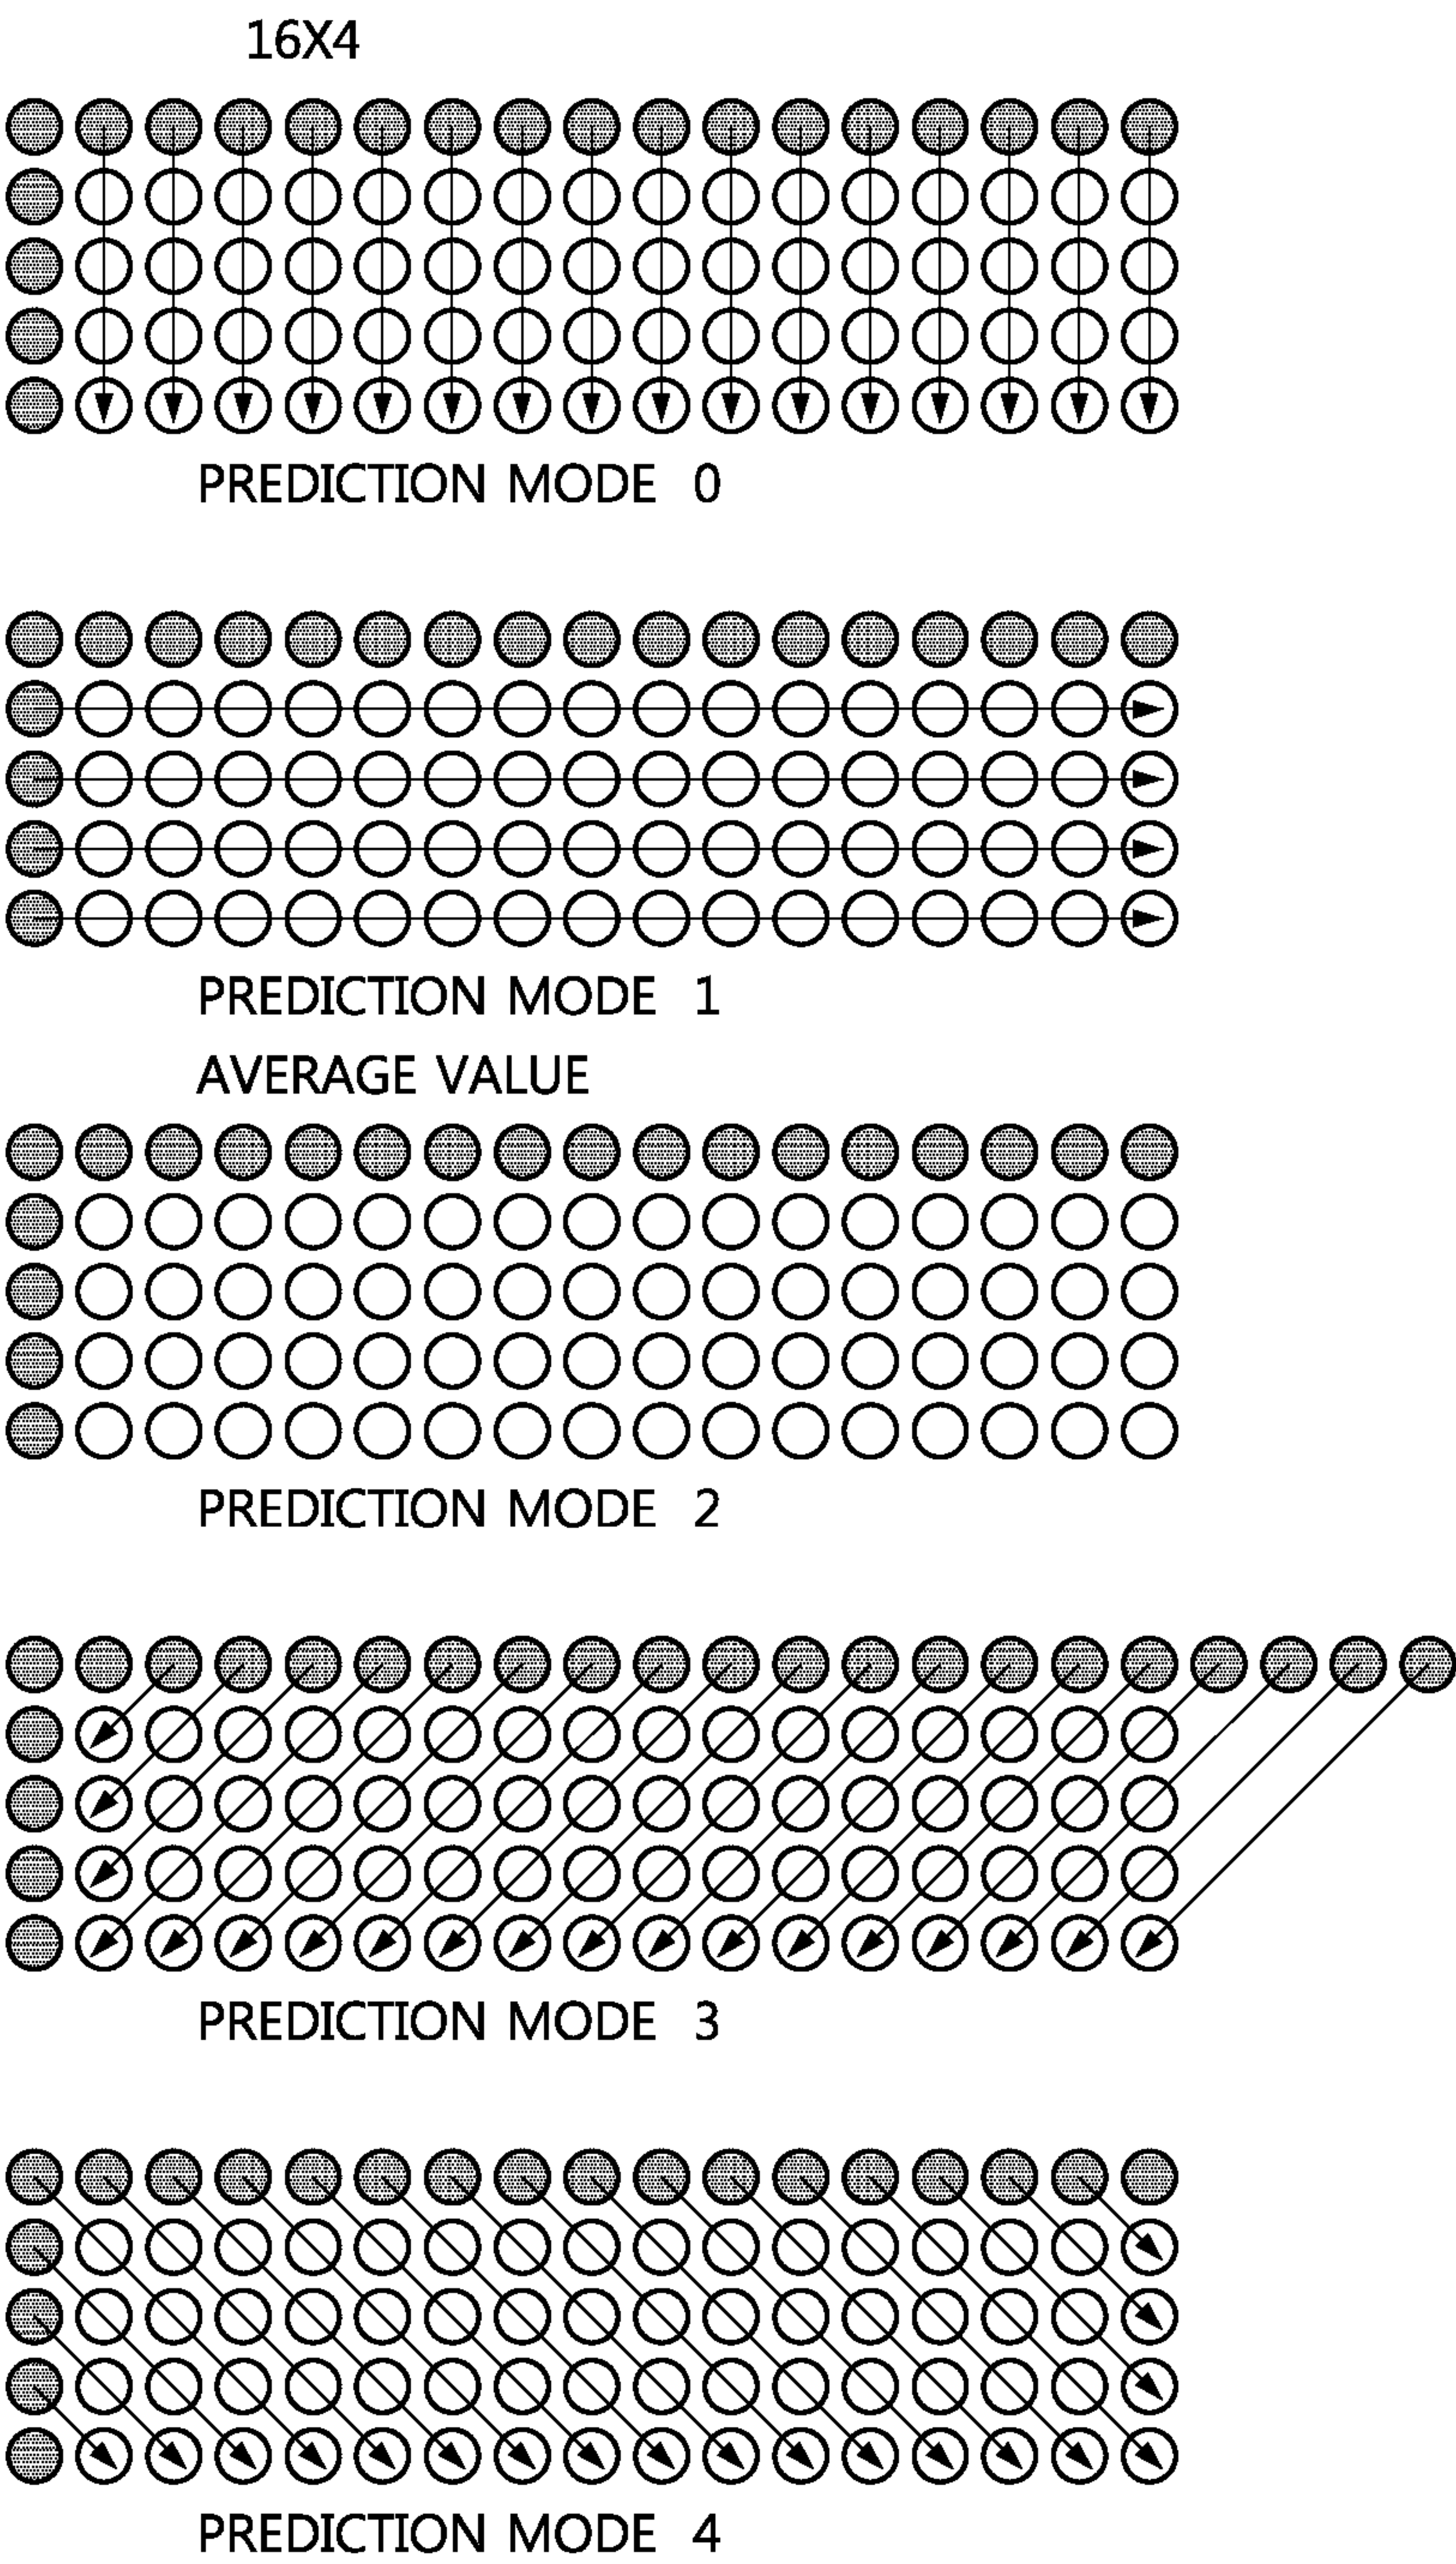 16X4
PREDICTION MODE 0
PREDICTION MODE 1
AVERAGE VALUE
PREDICTION MODE 2
PREDICTION MODE 3
PREDICTION MODE 4